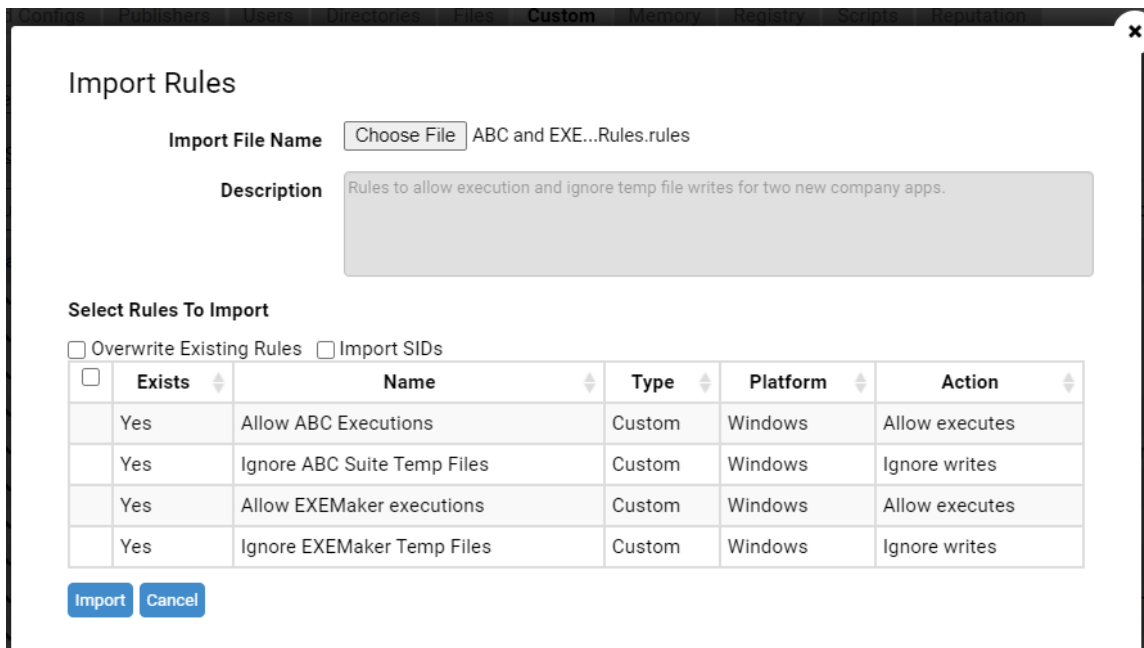 Configs Publishers Users Directories Files Custom Memory Registry Scripts Reputation
Import Rules
Import File Name Choose File ABC and EXE...Rules.rules
Description Rules to allow execution and ignore temp file writes for two new company apps.
Select Rules To Import
Overwrite Existing Rules Import SIDs
Exists Name Type Platform Action
Yes Allow ABC Executions Custom Windows Allow executes
Yes Ignore ABC Suite Temp Files Custom Windows Ignore writes
Yes Allow EXEMaker executions Custom Windows Allow executes
Yes Ignore EXEMaker Temp Files Custom Windows Ignore writes
Import Cancel